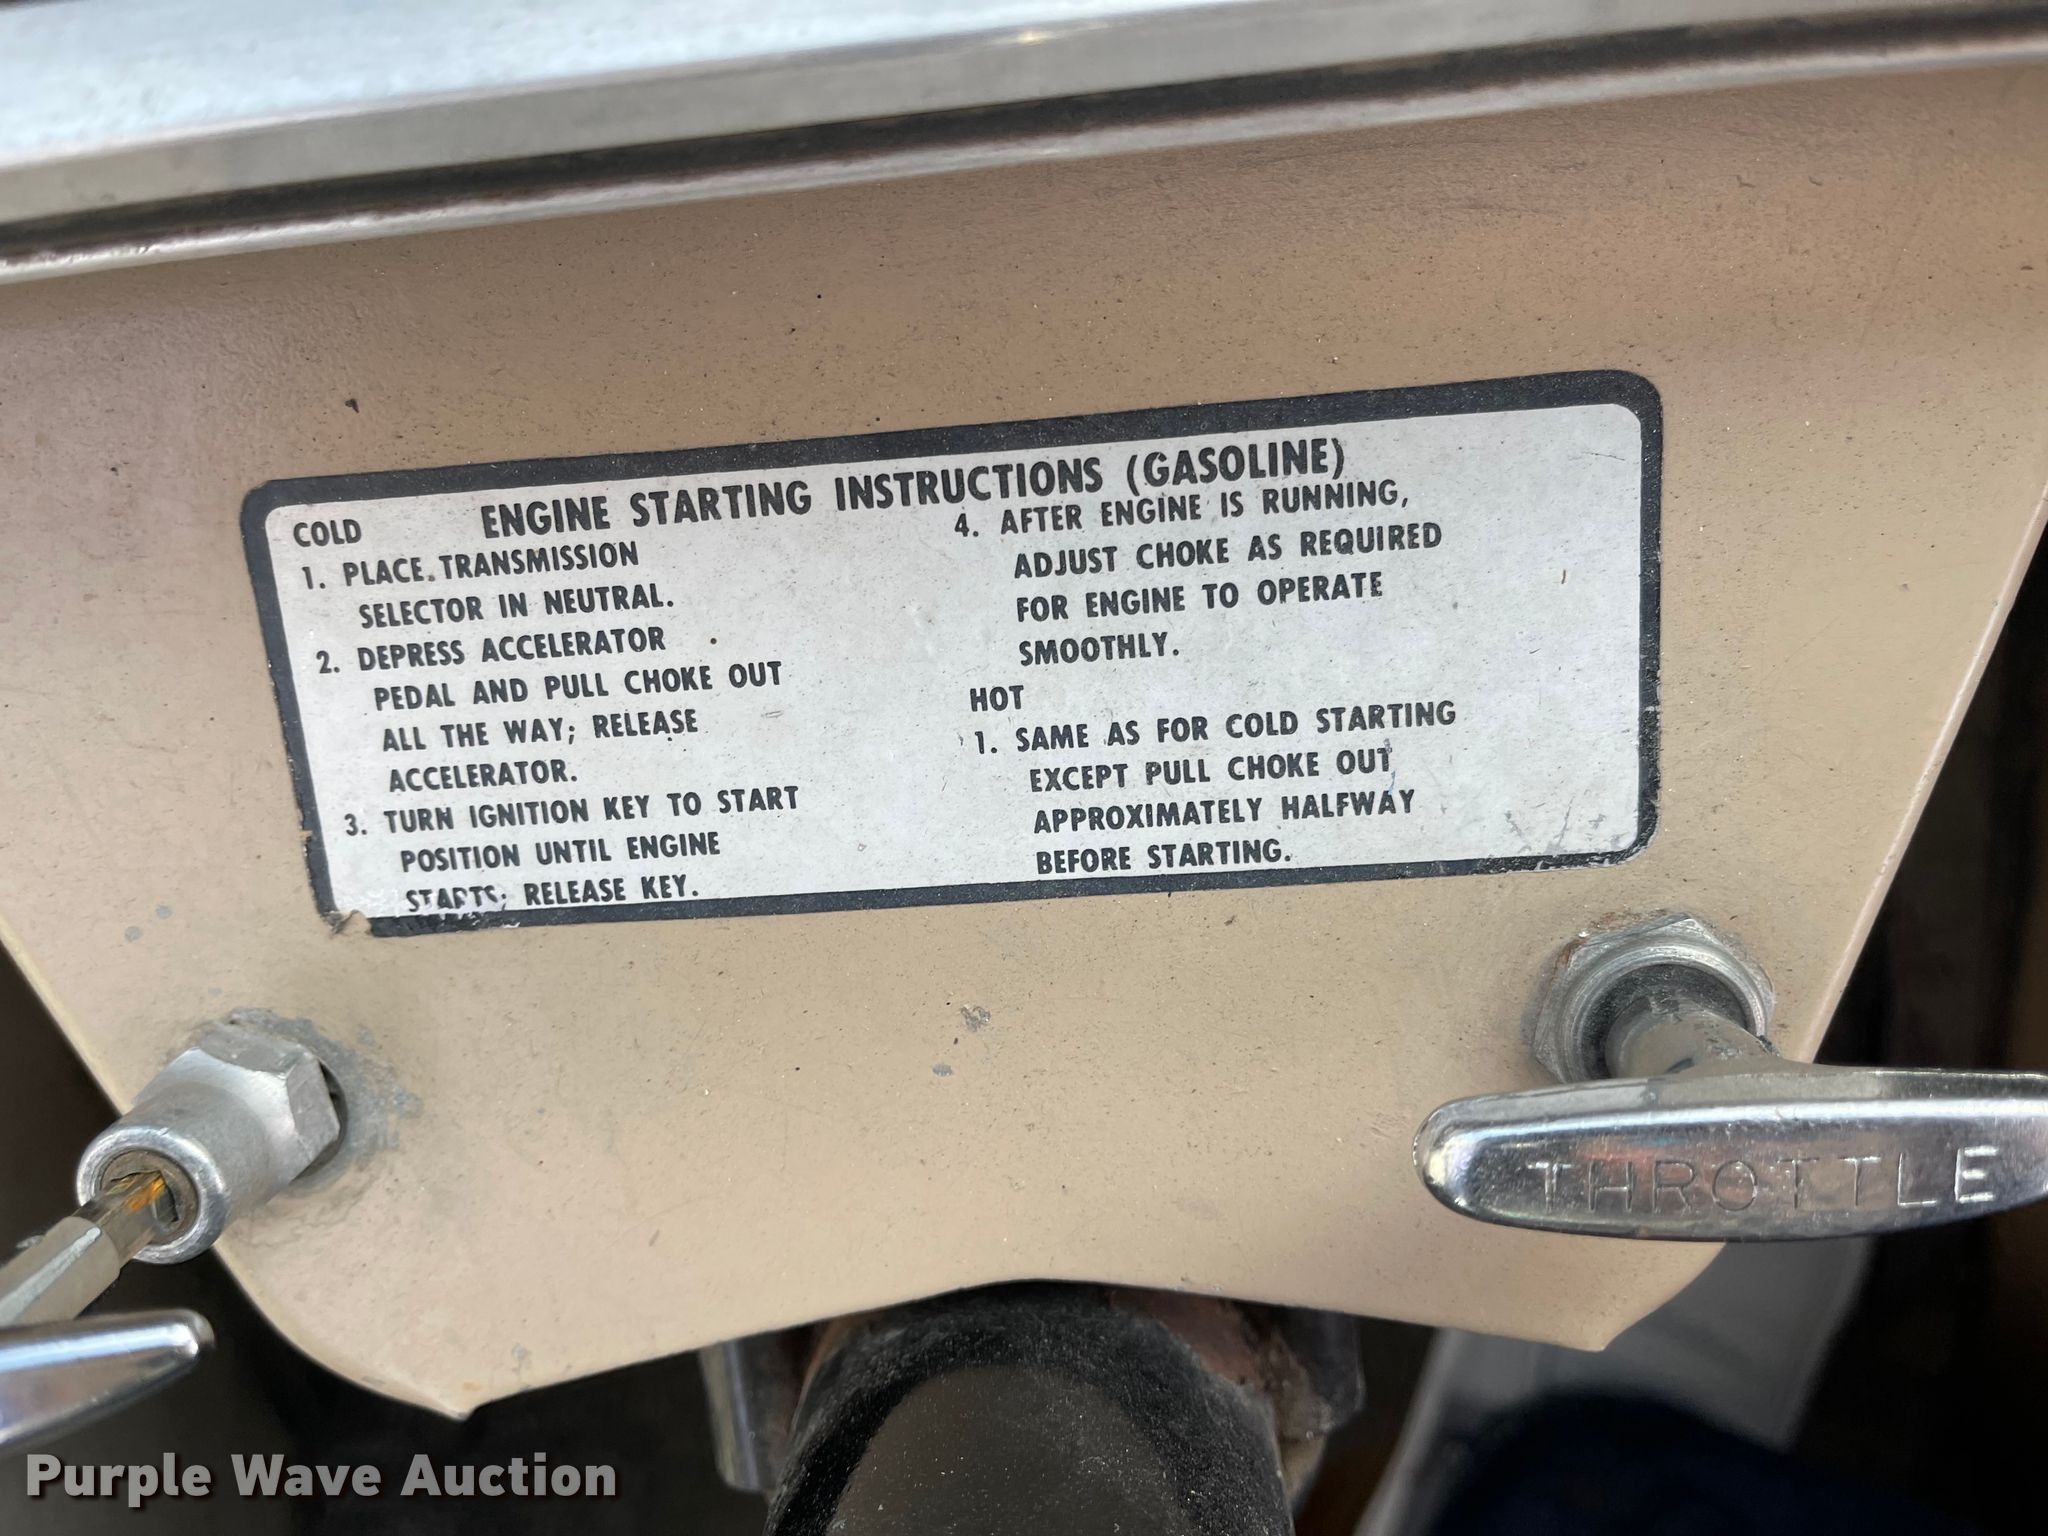 ENGINE STARTING INSTRUCTIONS (GASOLINE)
COLD
1. PLACE TRANSMISSION
SELECTOR IN NEUTRAL.
2. DEPRESS ACCELERATOR
PEDAL AND PULL CHOKE OUT
ALL THE WAY; RELEASE
ACCELERATOR.
3. TURN IGNITION KEY TO START
POSITION UNTIL ENGINE
STARTS; RELEASE KEY.
4. AFTER ENGINE IS RUNNING,
ADJUST CHOKE AS REQUIRED
FOR ENGINE TO OPERATE
SMOOTHLY.
HOT
1. SAME AS FOR COLD STARTING
EXCEPT PULL CHOKE OUT
APPROXIMATELY HALFWAY
BEFORE STARTING.
THROTTLE
Purple Wave Auction